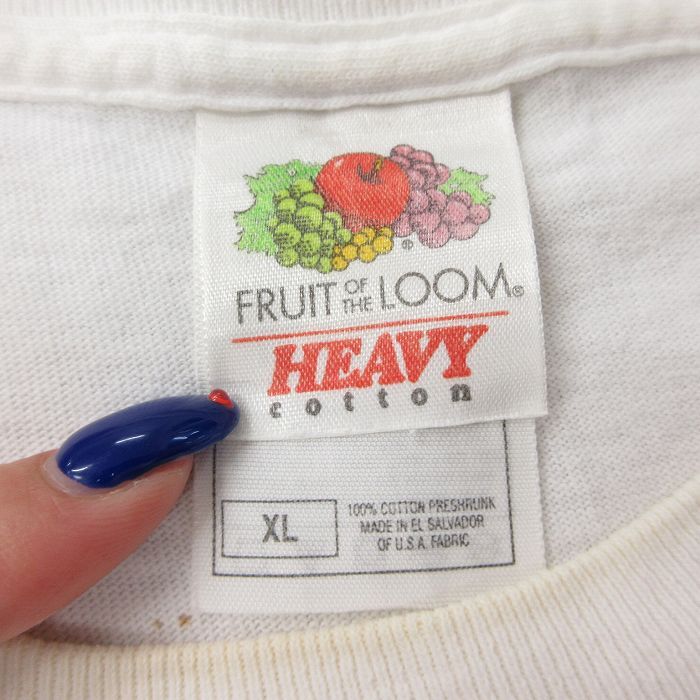 FRUIT OF THE LOOM®
HEAVY
cotton
XL
100% COTTON PRESHRUNK
MADE IN EL SALVADOR
OF U.S.A. FABRIC